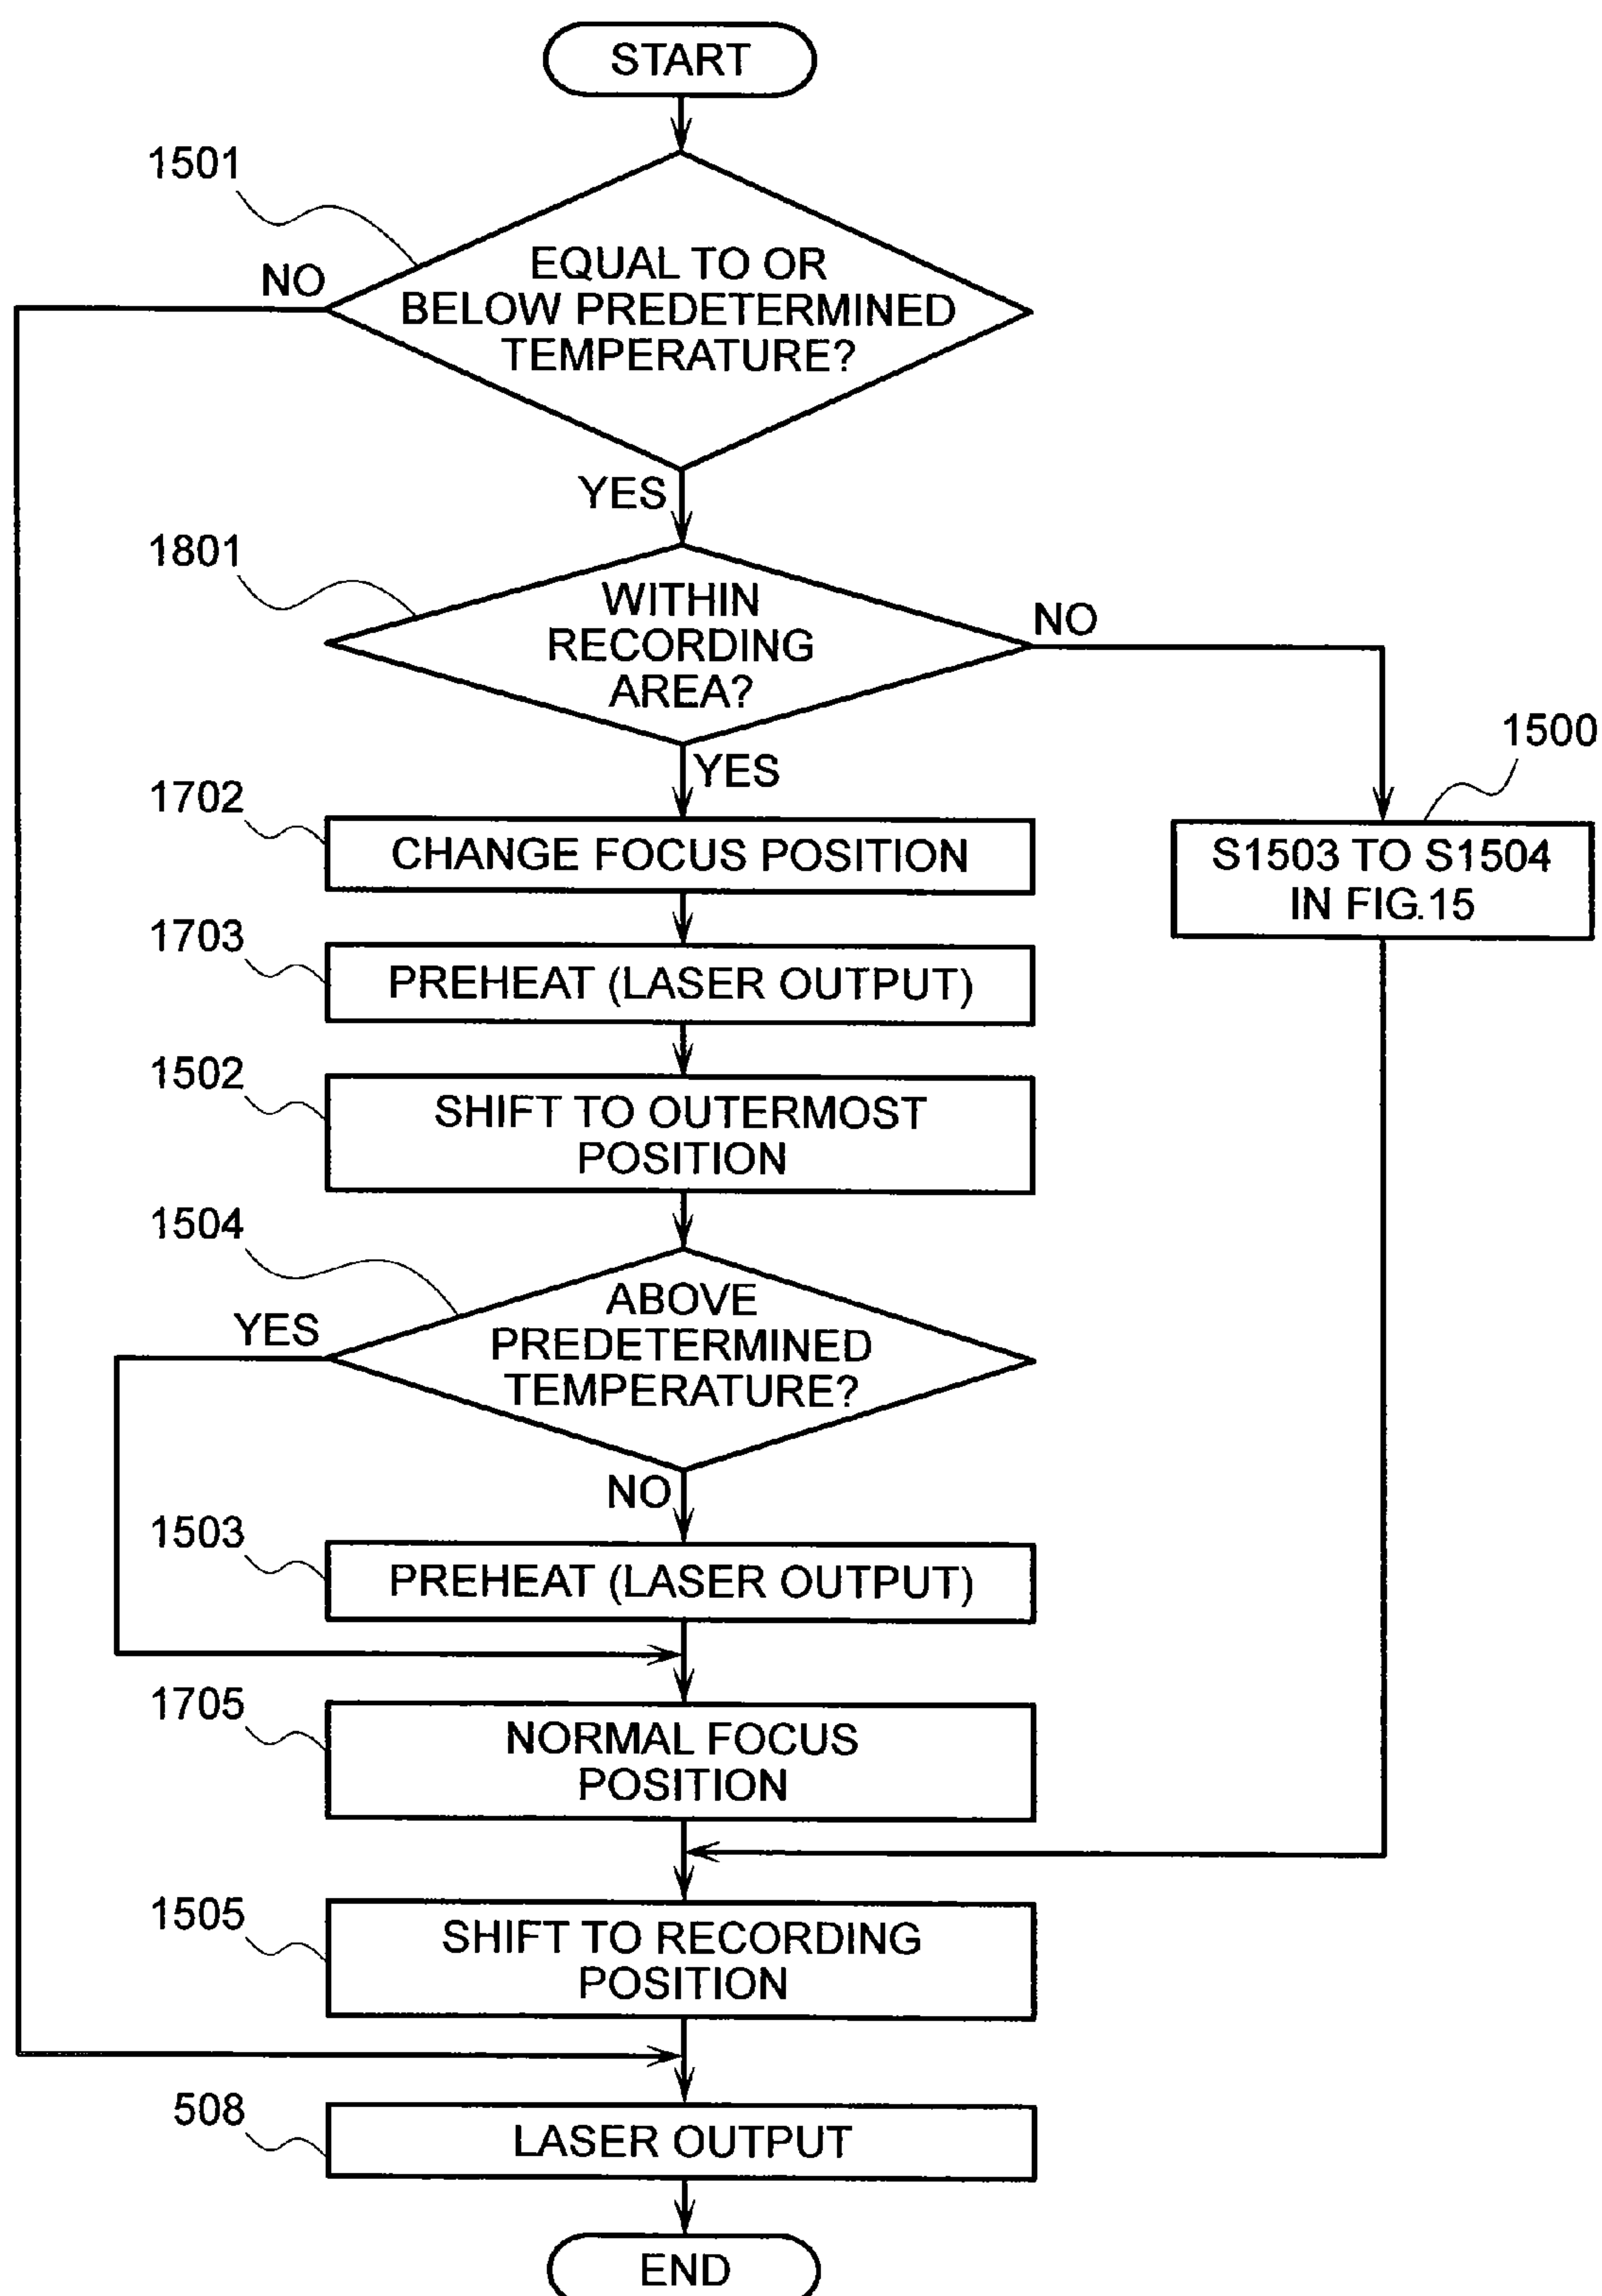 START
1501
NO
EQUAL TO OR
BELOW PREDETERMINED
TEMPERATURE?
YES
1801
WITHIN
RECORDING
AREA?
NO
YES
1500
S1503 TO S1504
IN FIG.15
1702
CHANGE FOCUS POSITION
1703
PREHEAT (LASER OUTPUT)
1502
SHIFT TO OUTERMOST
POSITION
1504
YES
ABOVE
PREDETERMINED
TEMPERATURE?
NO
1503
PREHEAT (LASER OUTPUT)
1705
NORMAL FOCUS
POSITION
1505
SHIFT TO RECORDING
POSITION
508
LASER OUTPUT
END